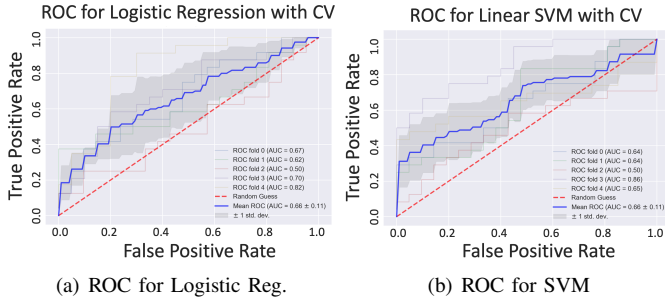 ROC for Logistic Regression with CV
True Positive Rate
1.0
0.8
0.6
0.4
0.2
0.0
ROC fold 0 (AUC = 0.67)
ROC fold 1 (AUC = 0.62)
ROC fold 2 (AUC = 0.50)
ROC fold 3 (AUC = 0.70)
ROC fold 4 (AUC = 0.82)
Random Guess
Mean ROC (AUC = 0.66 ± 0.11)
± 1 std. dev.
0.0 0.2 0.4 0.6 0.8 1.0
False Positive Rate
(a) ROC for Logistic Reg.
ROC for Linear SVM with CV
True Positive Rate
1.0
0.8
0.6
0.4
0.2
0.0
ROC fold 0 (AUC = 0.64)
ROC fold 1 (AUC = 0.64)
ROC fold 2 (AUC = 0.50)
ROC fold 3 (AUC = 0.86)
ROC fold 4 (AUC = 0.65)
Random Guess
Mean ROC (AUC = 0.66 ± 0.11)
± 1 std. dev.
0.0 0.2 0.4 0.6 0.8 1.0
False Positive Rate
(b) ROC for SVM